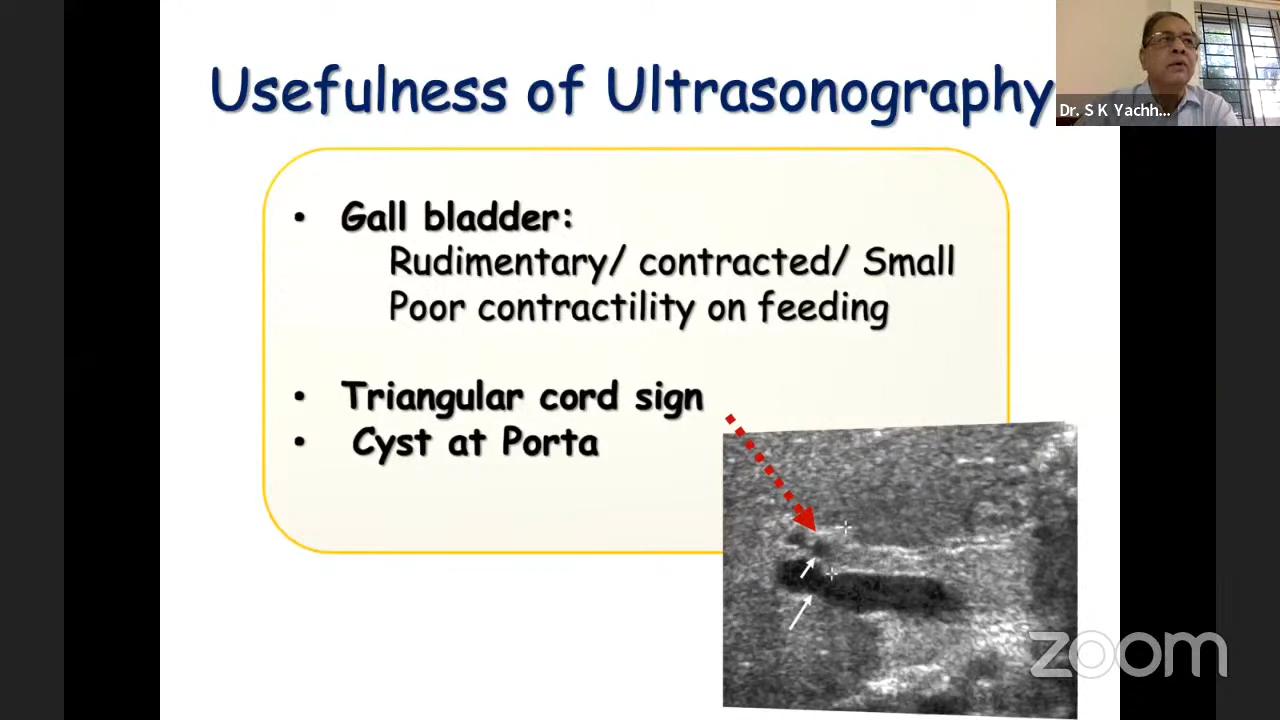 Usefulness of Ultrasonography
Dr. S K Yachh...
• Gall bladder:
Rudimentary/ contracted/ Small
Poor contractility on feeding
• Triangular cord sign
• Cyst at Porta
zoom